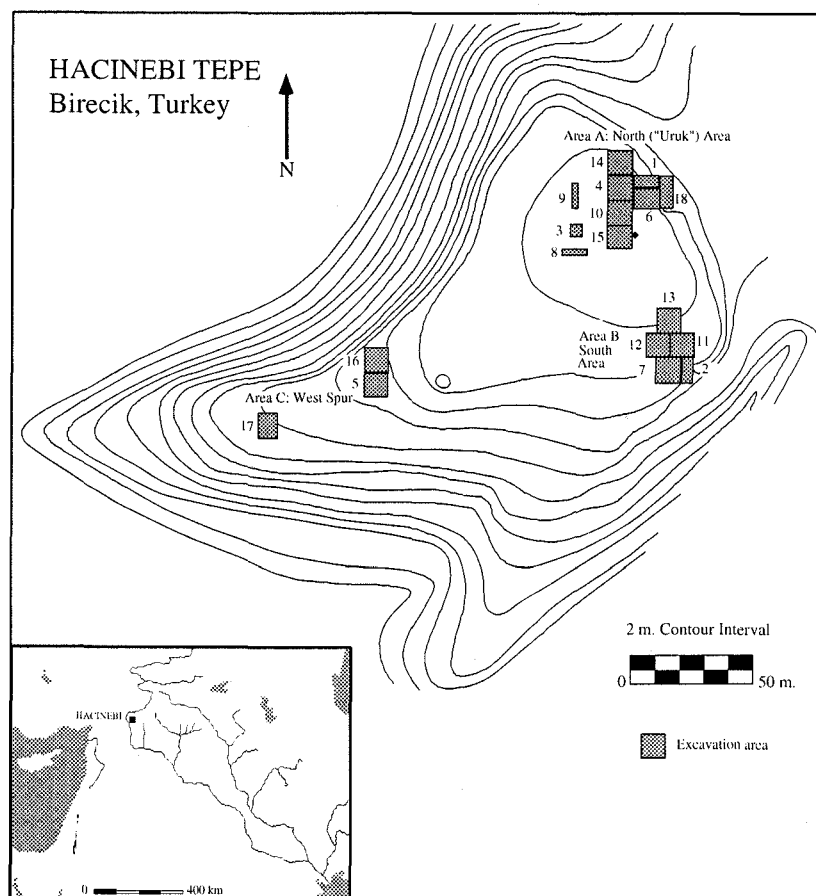 HACINEBI TEPE
Birecik, Turkey
N
Area A: North ("Uruk") Area
14
1
4
9
18
10
6
3
15
8
13
Area B
South
Area
12
11
7
2
16
5
Area C: West Spur
17
2 m. Contour Interval
0
50 m.
Excavation area
HACINEBI
0
400 km